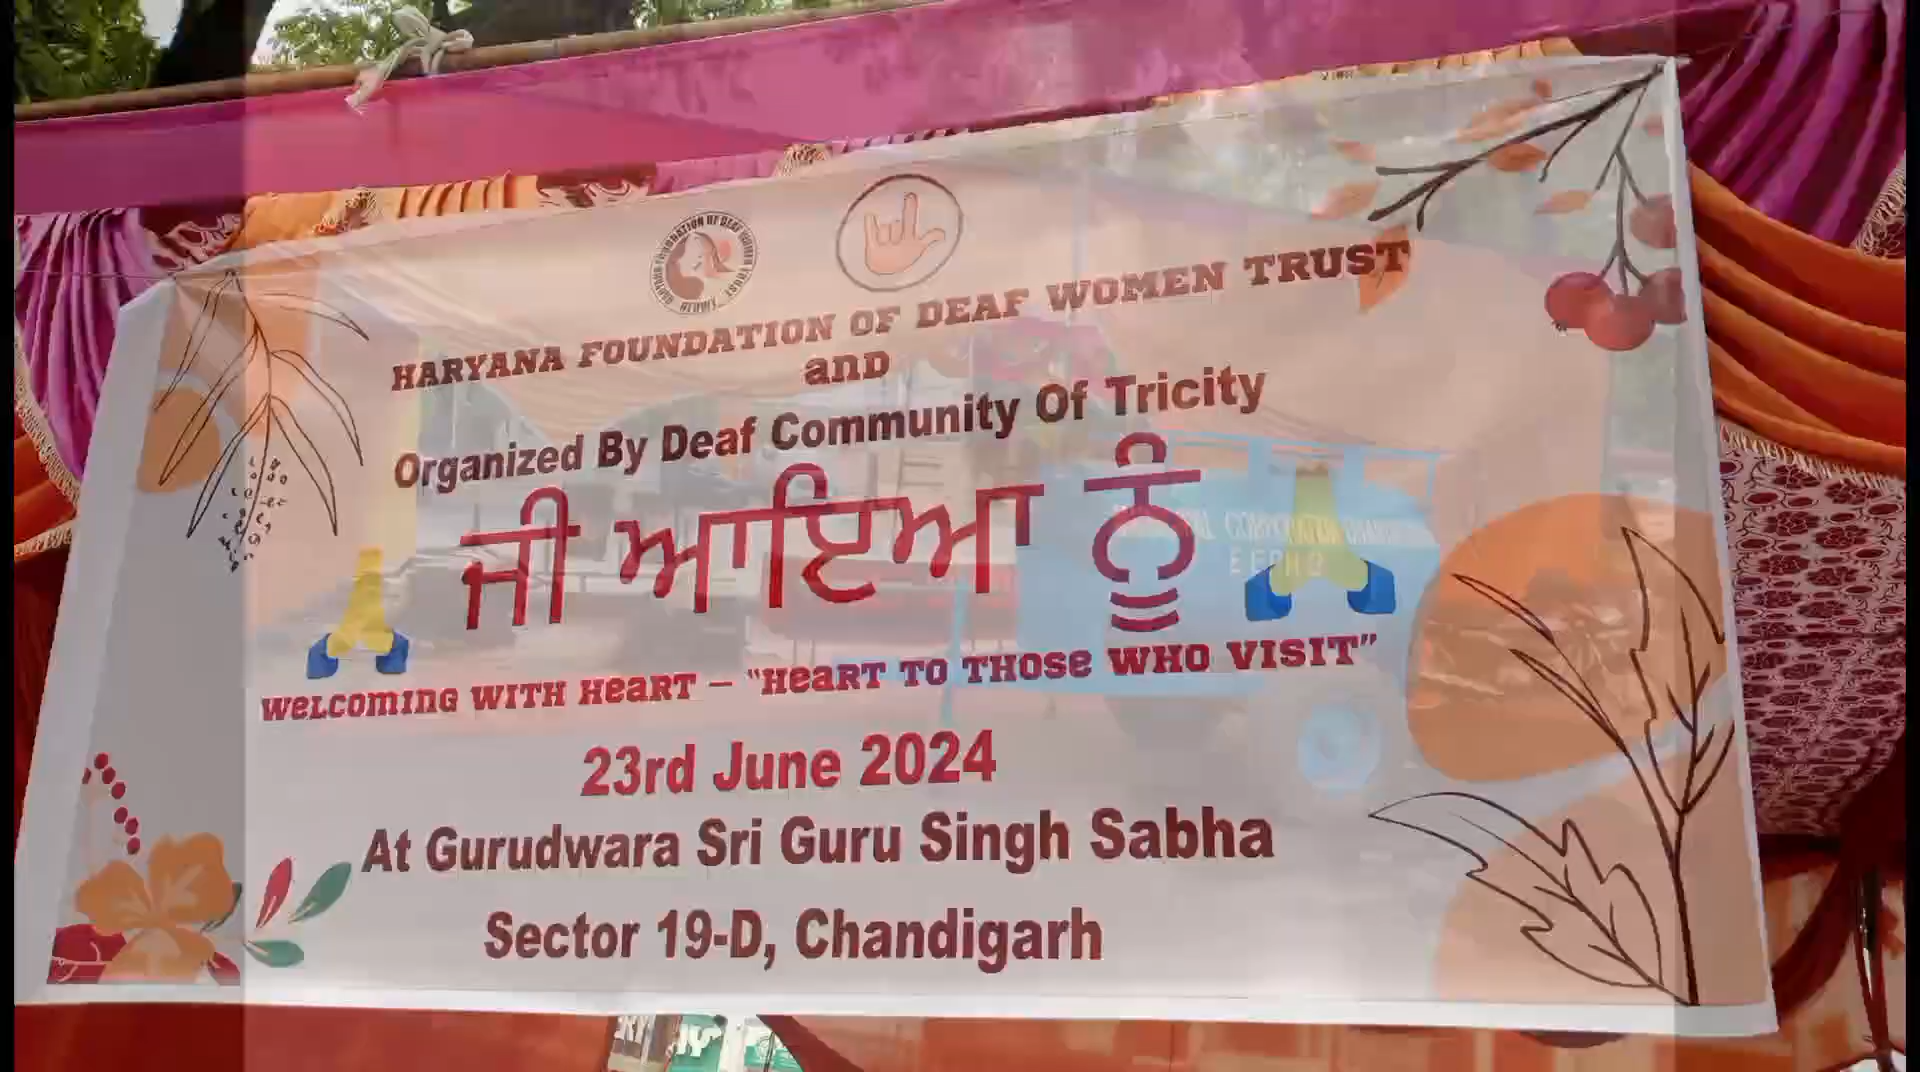 HARYANA FOUNDATION OF DEAF WOMEN TRUST
and
Organized By Deaf Community Of Tricity
ਜੀ ਆਇਆ ਨੂੰ
WELCOMING WITH HEART – "HEART TO THOSE WHO VISIT"
23rd June 2024
At Gurudwara Sri Guru Singh Sabha
Sector 19-D, Chandigarh